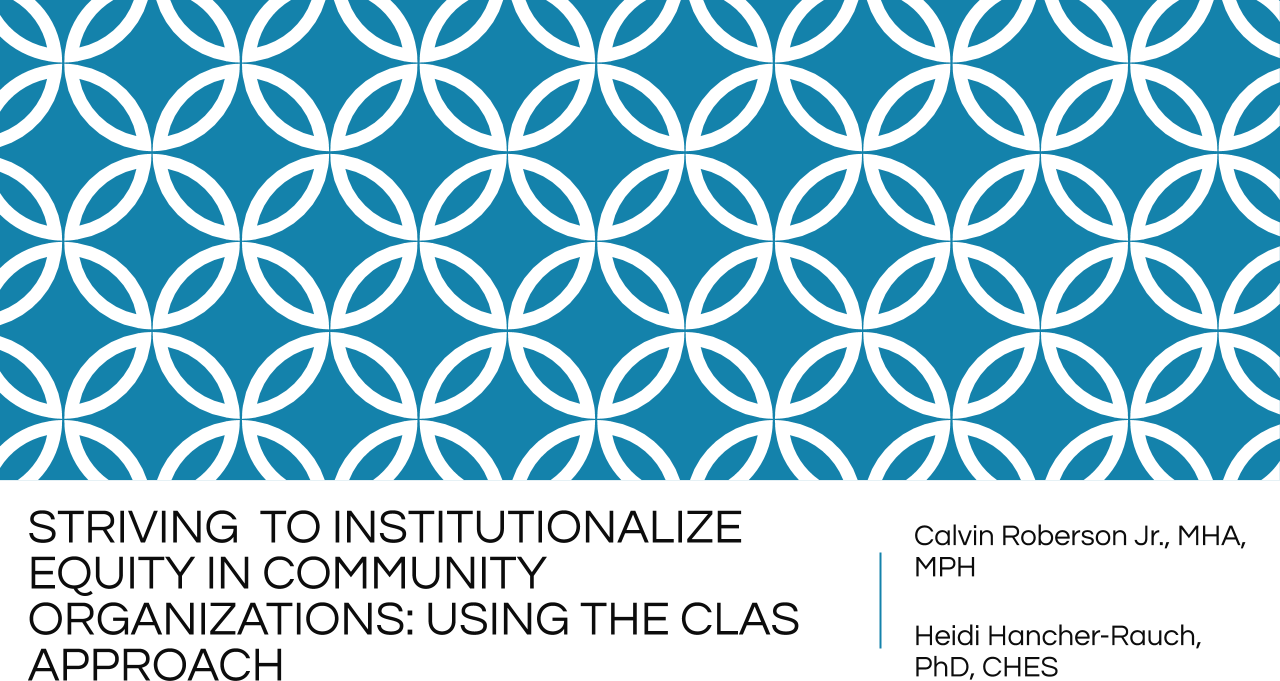 STRIVING  TO INSTITUTIONALIZE
EQUITY IN COMMUNITY
ORGANIZATIONS: USING THE CLAS
APPROACH
Calvin Roberson Jr., MHA,
MPH
Heidi Hancher-Rauch,
PhD, CHES